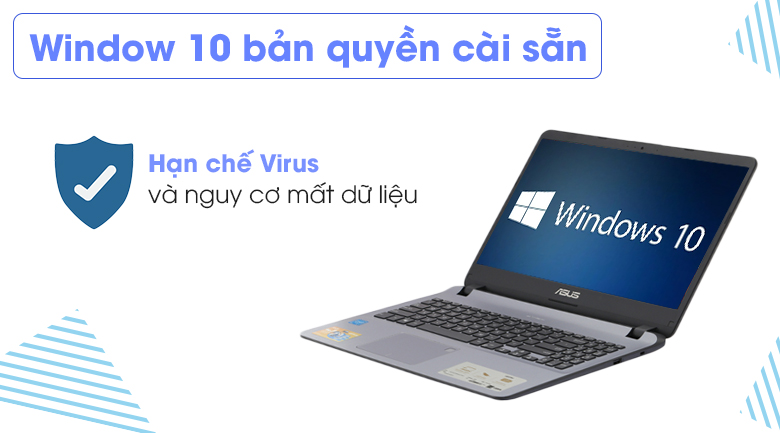 Window 10 bản quyền cài sẵn
Hạn chế Virus
và nguy cơ mất dữ liệu
Windows 10
ASUS